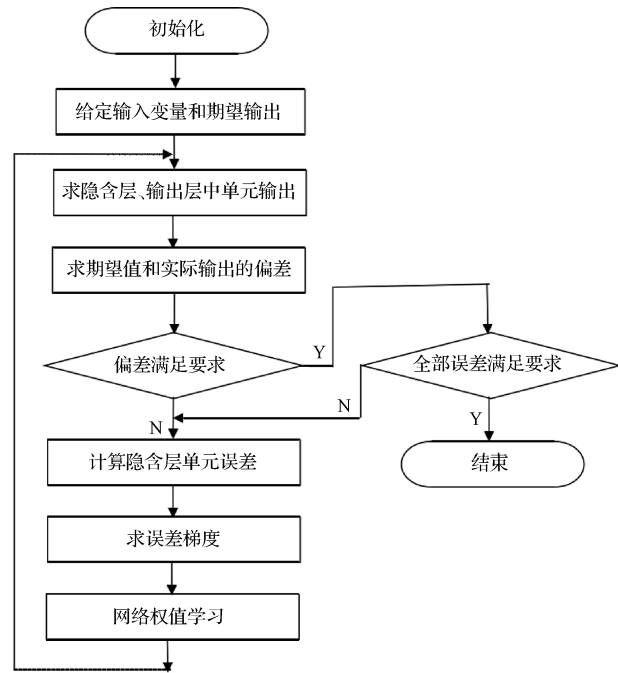 初始化
给定输入变量和期望输出
求隐含层、输出层中单元输出
求期望值和实际输出的偏差
偏差满足要求
Y
全部误差满足要求
N
N
Y
计算隐含层单元误差
结束
求误差梯度
网络权值学习